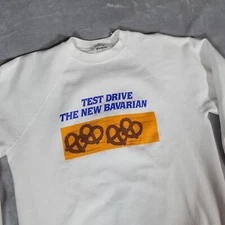 TEST DRIVE
THE NEW BAVARIAN